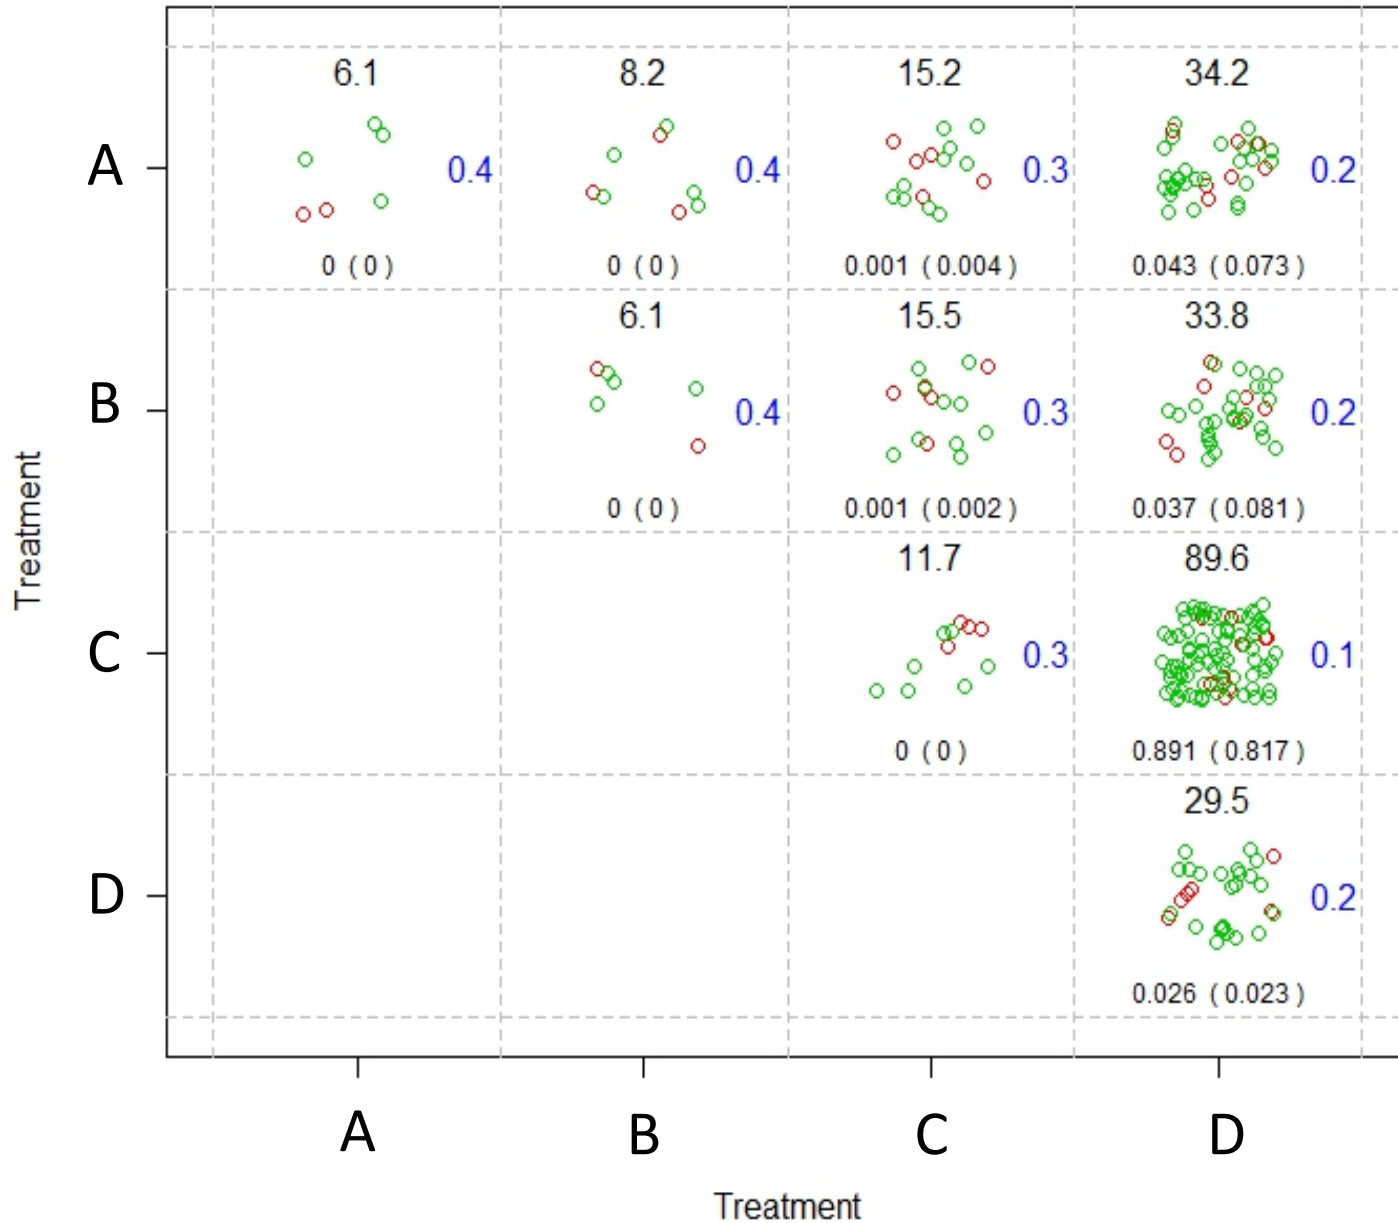 6.1 8.2 15.2 34.2
A 0.4 0.4 0.3 0.2
0 ( 0 ) 0 ( 0 ) 0.001 ( 0.004 ) 0.043 ( 0.073 )
6.1 15.5 33.8
B 0.4 0.3 0.2
0 ( 0 ) 0.001 ( 0.002 ) 0.037 ( 0.081 )
Treatment
11.7 89.6
C 0.3 0.1
0 ( 0 ) 0.891 ( 0.817 )
29.5
D 0.2
0.026 ( 0.023 )
A B C D
Treatment